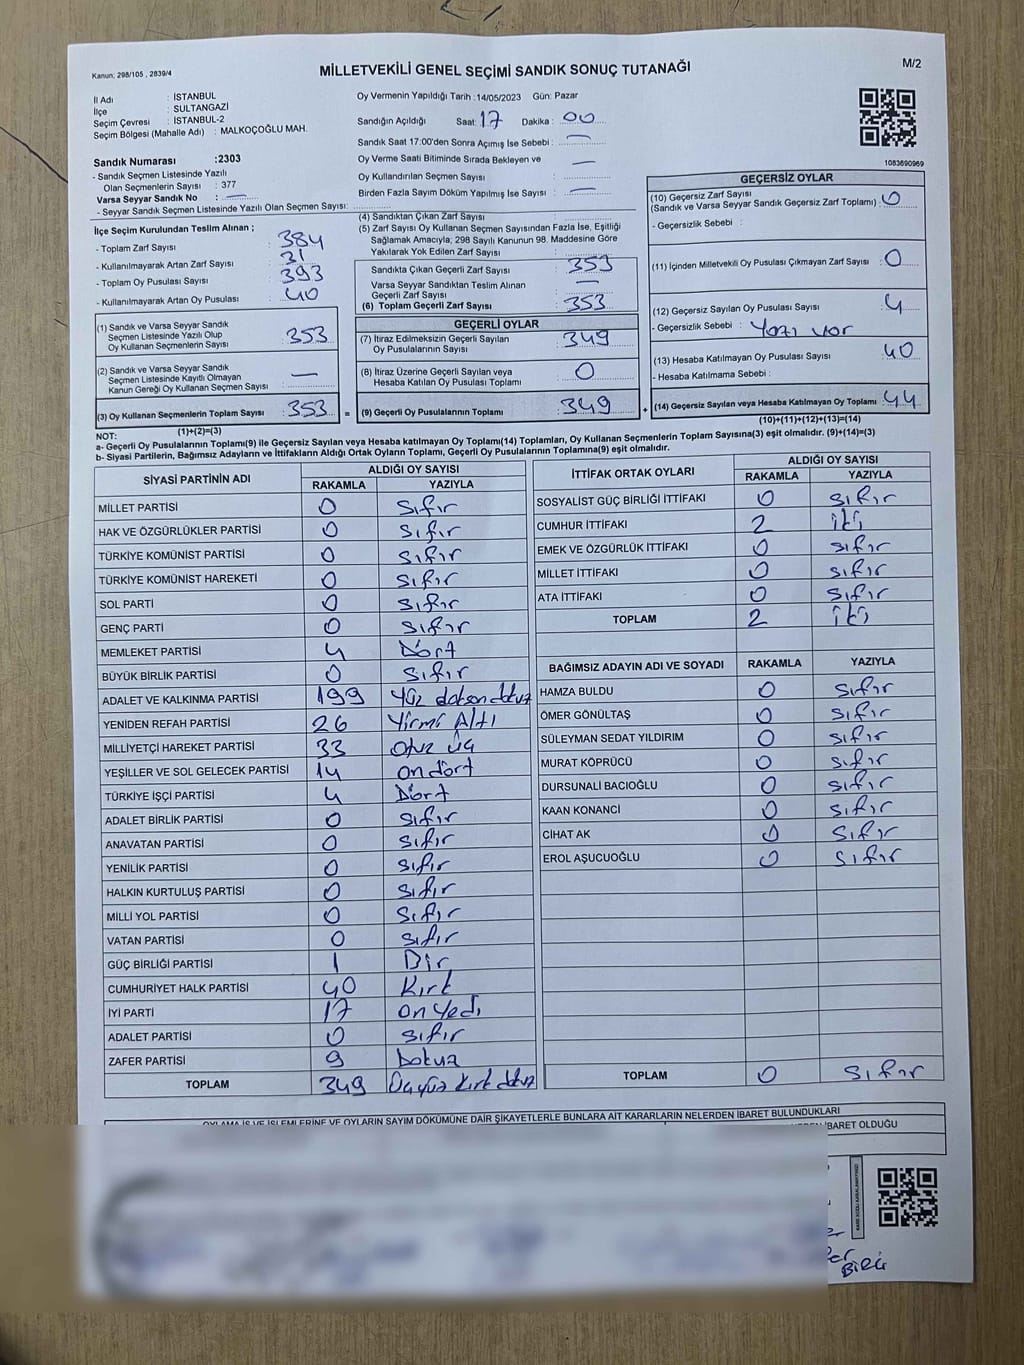 Kanun; 298/105 , 2839/4
MİLLETVEKİLİ GENEL SEÇİMİ SANDIK SONUÇ TUTANAĞI
M/2
İl Adı : İSTANBUL
İlçe : SULTANGAZİ
Seçim Çevresi : İSTANBUL-2
Seçim Bölgesi (Mahalle Adı) : MALKOÇOĞLU MAH.
Sandık Numarası :2303
- Sandık Seçmen Listesinde Yazılı
Olan Seçmenlerin Sayısı : 377
Varsa Seyyar Sandık No : —
- Seyyar Sandık Seçmen Listesinde Yazılı Olan Seçmen Sayısı:
Oy Vermenin Yapıldığı Tarih :14/05/2023 Gün: Pazar
Sandığın Açıldığı Saat: 17 Dakika : 00
Sandık Saat 17:00'den Sonra Açımış İse Sebebi : —
Oy Verme Saati Bitiminde Sırada Bekleyen ve —
Oy Kullandırılan Seçmen Sayısı :
Birden Fazla Sayım Döküm Yapılmış İse Sayısı : —
1083690969
İlçe Seçim Kurulundan Teslim Alınan ;
- Toplam Zarf Sayısı : 384
- Kullanılmayarak Artan Zarf Sayısı : 31
- Toplam Oy Pusulası : 393
- Kullanılmayarak Artan Oy Pusulası : 40
(1) Sandık ve Varsa Seyyar Sandık
Seçmen Listesinde Yazılı Olup
Oy Kullanan Seçmenlerin Sayısı : 353
(2) Sandık ve Varsa Seyyar Sandık
Seçmen Listesinde Kayıtlı Olmayan
Kanun Gereği Oy Kullanan Seçmen Sayısı : —
(3) Oy Kullanan Seçmenlerin Toplam Sayısı : 353 =
(1)+(2)=(3)
(4) Sandıktan Çıkan Zarf Sayısı :
(5) Zarf Sayısı Oy Kullanan Seçmen Sayısından Fazla İse, Eşitliği
Sağlamak Amacıyla; 298 Sayılı Kanunun 98. Maddesine Göre
Yakılarak Yok Edilen Zarf Sayısı :
Sandıkta Çıkan Geçerli Zarf Sayısı : 353
Varsa Seyyar Sandıktan Teslim Alınan
Geçerli Zarf Sayısı : —
(6) Toplam Geçerli Zarf Sayısı : 353
GEÇERLİ OYLAR
(7) İtiraz Edilmeksizin Geçerli Sayılan
Oy Pusulalarının Sayısı : 349
(8) İtiraz Üzerine Geçerli Sayılan veya
Hesaba Katılan Oy Pusulası Toplamı : 0
(9) Geçerli Oy Pusulalarının Toplamı : 349 +
GEÇERSİZ OYLAR
(10) Geçersiz Zarf Sayısı
(Sandık ve Varsa Seyyar Sandık Geçersiz Zarf Toplamı) : 0
- Geçersizlik Sebebi :
(11) İçinden Milletvekili Oy Pusulası Çıkmayan Zarf Sayısı : 0
(12) Geçersiz Sayılan Oy Pusulası Sayısı : 4
- Geçersizlik Sebebi : Yazı var
(13) Hesaba Katılmayan Oy Pusulası Sayısı : 40
- Hesaba Katılmama Sebebi :
(14) Geçersiz Sayılan veya Hesaba Katılmayan Oy Toplamı : 44
(10)+(11)+(12)+(13)=(14)
NOT:
a- Geçerli Oy Pusulalarının Toplamı(9) ile Geçersiz Sayılan veya Hesaba katılmayan Oy Toplamı(14) Toplamları, Oy Kullanan Seçmenlerin Toplam Sayısına(3) eşit olmalıdır. (9)+(14)=(3)
b- Siyasi Partilerin, Bağımsız Adayların ve İttifakların Aldığı Ortak Oyların Toplamı, Geçerli Oy Pusulalarının Toplamına(9) eşit olmalıdır.
SİYASİ PARTİNİN ADI ALDIĞI OY SAYISI
RAKAMLA YAZIYLA
MİLLET PARTİSİ 0 sıfır
HAK VE ÖZGÜRLÜKLER PARTİSİ 0 sıfır
TÜRKİYE KOMÜNİST PARTİSİ 0 sıfır
TÜRKİYE KOMÜNİST HAREKETİ 0 sıfır
SOL PARTİ 0 sıfır
GENÇ PARTİ 0 sıfır
MEMLEKET PARTİSİ 4 Dört
BÜYÜK BİRLİK PARTİSİ 0 sıfır
ADALET VE KALKINMA PARTİSİ 199 Yüz doksan dokuz
YENİDEN REFAH PARTİSİ 26 Yirmi Altı
MİLLİYETÇİ HAREKET PARTİSİ 33 Otuz üç
YEŞİLLER VE SOL GELECEK PARTİSİ 14 on dört
TÜRKİYE İŞÇİ PARTİSİ 4 Dört
ADALET BİRLİK PARTİSİ 0 sıfır
ANAVATAN PARTİSİ 0 sıfır
YENİLİK PARTİSİ 0 sıfır
HALKIN KURTULUŞ PARTİSİ 0 sıfır
MİLLİ YOL PARTİSİ 0 sıfır
VATAN PARTİSİ 0 sıfır
GÜÇ BİRLİĞİ PARTİSİ 1 Bir
CUMHURİYET HALK PARTİSİ 40 Kırk
İYİ PARTİ 17 on yedi
ADALET PARTİSİ 0 sıfır
ZAFER PARTİSİ 9 Dokuz
TOPLAM 349 Üçyüz Kırk dokuz
İTTİFAK ORTAK OYLARI ALDIĞI OY SAYISI
RAKAMLA YAZIYLA
SOSYALİST GÜÇ BİRLİĞİ İTTİFAKI 0 sıfır
CUMHUR İTTİFAKI 2 iki
EMEK VE ÖZGÜRLÜK İTTİFAKI 0 sıfır
MİLLET İTTİFAKI 0 sıfır
ATA İTTİFAKI 0 sıfır
TOPLAM 2 iki
BAĞIMSIZ ADAYIN ADI VE SOYADI RAKAMLA YAZIYLA
HAMZA BULDU 0 sıfır
ÖMER GÖNÜLTAŞ 0 sıfır
SÜLEYMAN SEDAT YILDIRIM 0 sıfır
MURAT KÖPRÜCÜ 0 sıfır
DURSUNALİ BACIOĞLU 0 sıfır
KAAN KONANCİ 0 sıfır
CİHAT AK 0 sıfır
EROL AŞUCUOĞLU 0 sıfır
TOPLAM 0 sıfır
OYLAMA İŞ VE İŞLEMLERİNE VE OYLARIN SAYIM DÖKÜMÜNE DAİR ŞİKAYETLERLE BUNLARA AİT KARARLARIN NELERDEN İBARET BULUNDUKLARI
İBARET OLDUĞU